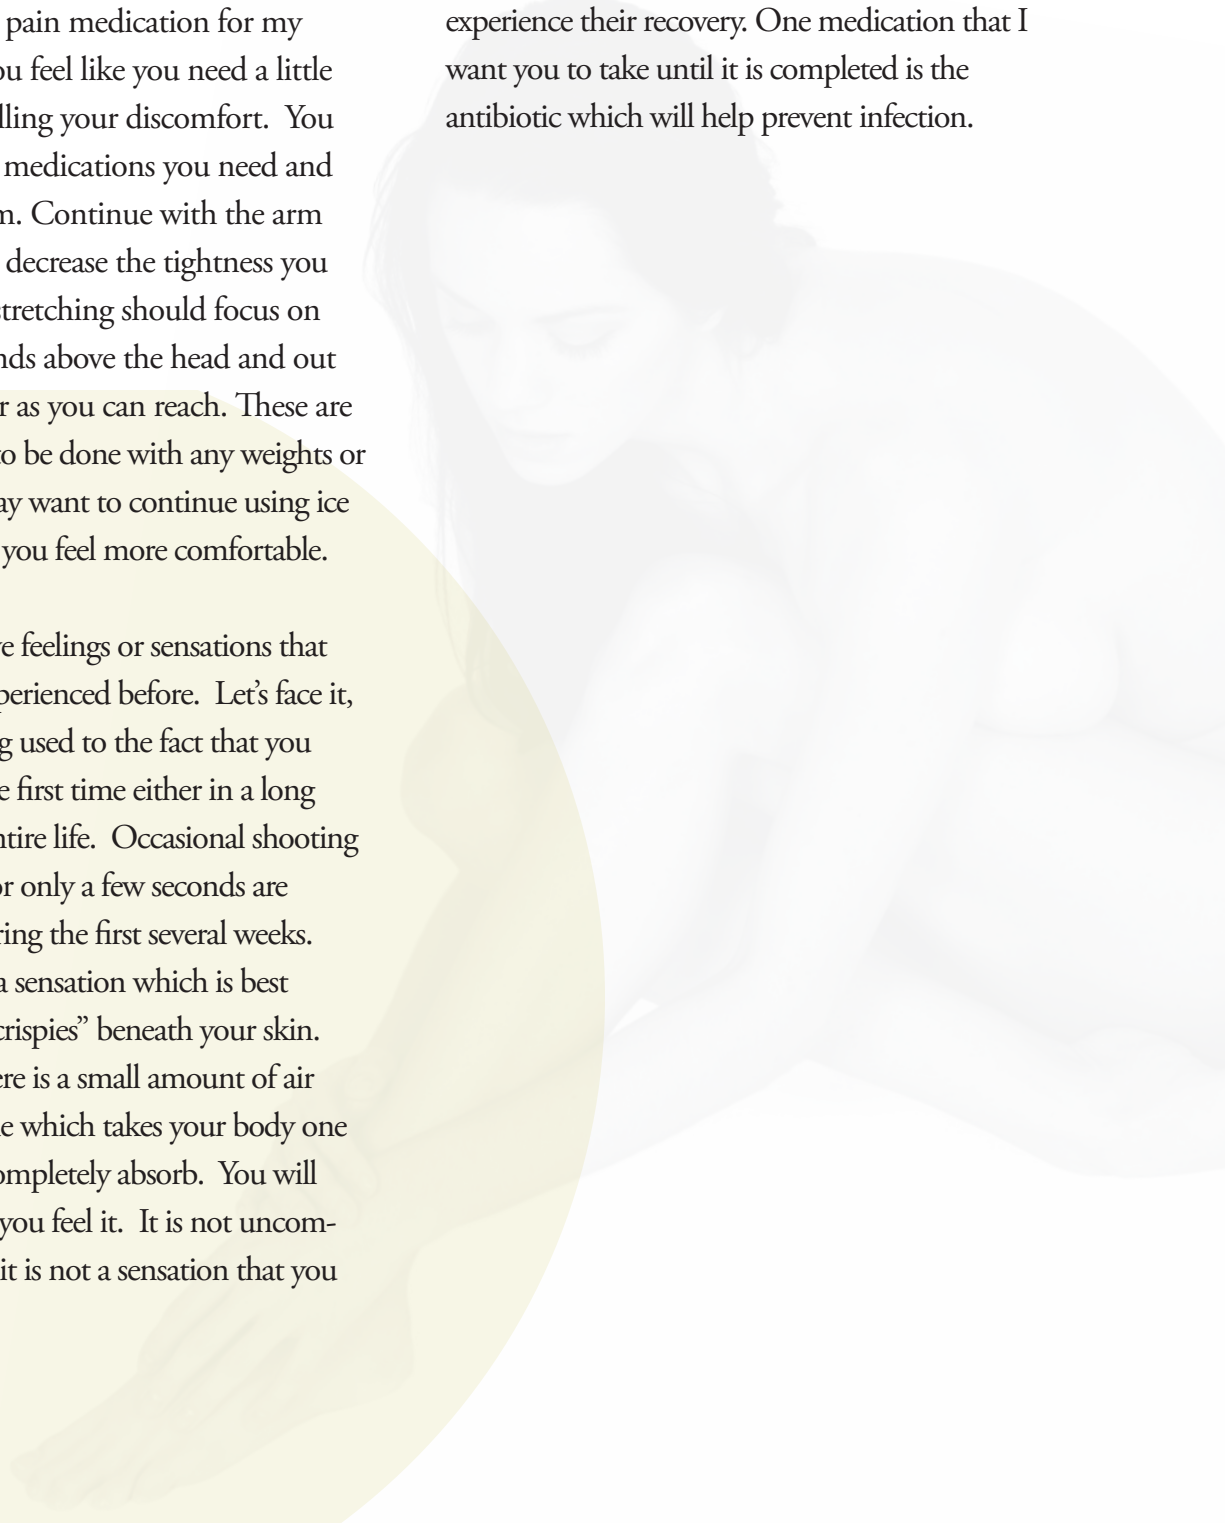 pain medication for my
ou feel like you need a little
lling your discomfort.  You
medications you need and
m. Continue with the arm
decrease the tightness you
stretching should focus on
nds above the head and out
r as you can reach. These are
to be done with any weights or
ay want to continue using ice
you feel more comfortable.
ve feelings or sensations that
perienced before.  Let’s face it,
g used to the fact that you
e first time either in a long
ntire life.  Occasional shooting
or only a few seconds are
ring the first several weeks.
a sensation which is best
crispies” beneath your skin.
ere is a small amount of air
le which takes your body one
ompletely absorb.  You will
you feel it.  It is not uncom-
it is not a sensation that you
experience their recovery. One medication that I
want you to take until it is completed is the
antibiotic which will help prevent infection.